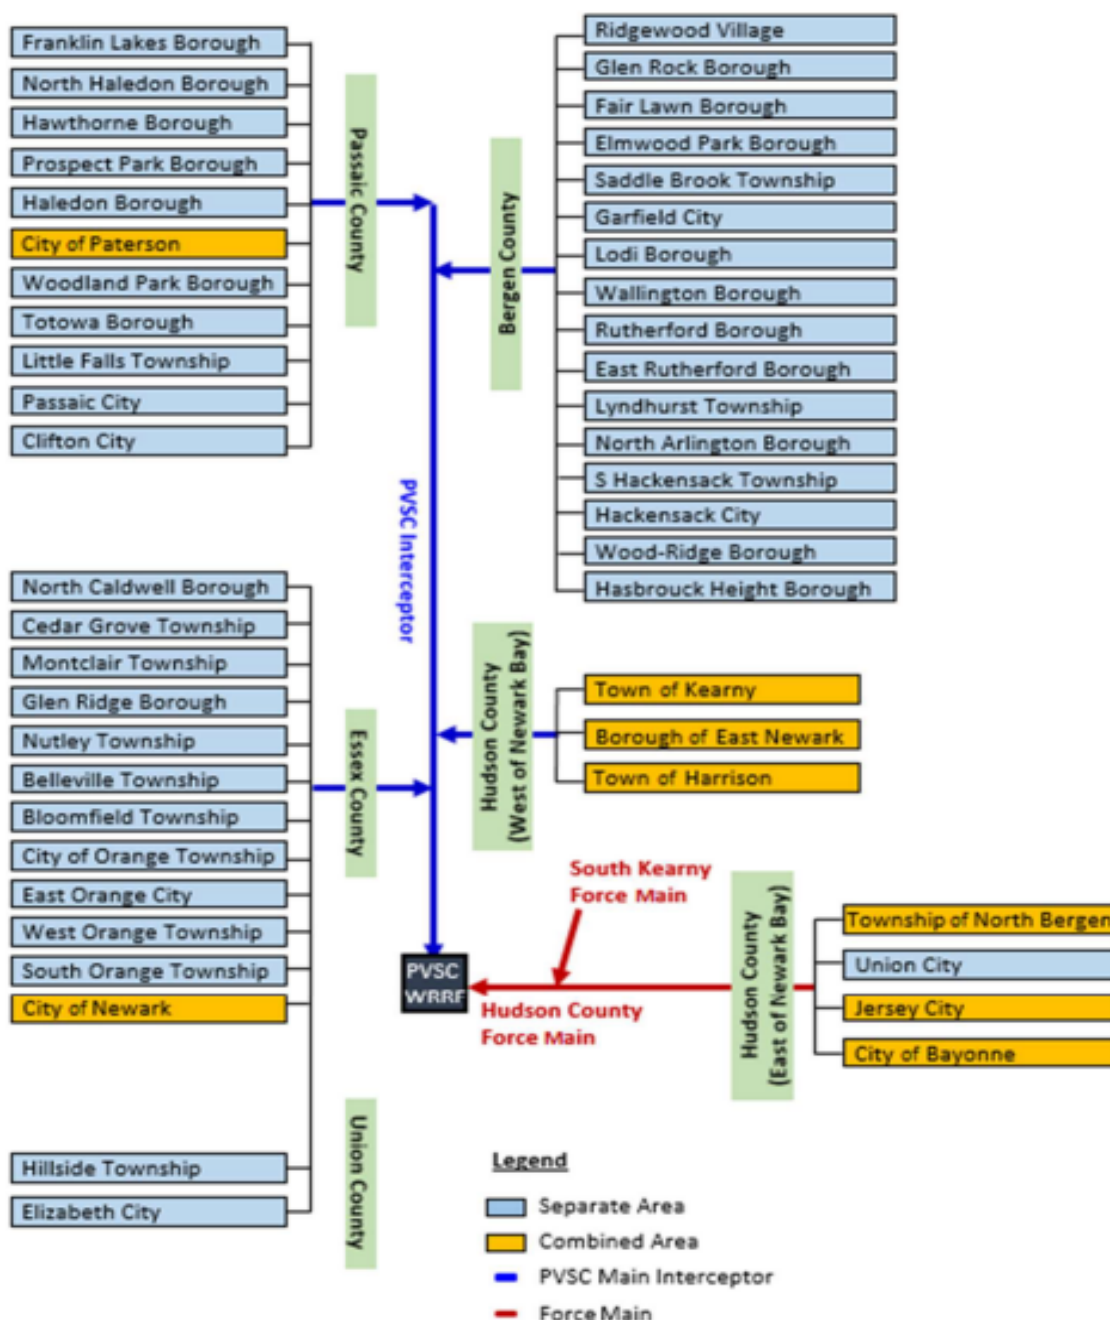 Franklin Lakes Borough
North Haledon Borough
Hawthorne Borough
Prospect Park Borough
Haledon Borough
City of Paterson
Woodland Park Borough
Totowa Borough
Little Falls Township
Passaic City
Clifton City
Passaic County
Bergen County
Ridgewood Village
Glen Rock Borough
Fair Lawn Borough
Elmwood Park Borough
Saddle Brook Township
Garfield City
Lodi Borough
Wallington Borough
Rutherford Borough
East Rutherford Borough
Lyndhurst Township
North Arlington Borough
S Hackensack Township
Hackensack City
Wood-Ridge Borough
Hasbrouck Height Borough
PVSC Interceptor
North Caldwell Borough
Cedar Grove Township
Montclair Township
Glen Ridge Borough
Nutley Township
Belleville Township
Bloomfield Township
City of Orange Township
East Orange City
West Orange Township
South Orange Township
City of Newark
Essex County
Hudson County
(West of Newark Bay)
Town of Kearny
Borough of East Newark
Town of Harrison
South Kearny
Force Main
PVSC
WRRF
Hudson County
Force Main
Hudson County
(East of Newark Bay)
Township of North Bergen
Union City
Jersey City
City of Bayonne
Hillside Township
Elizabeth City
Union County
Legend
Separate Area
Combined Area
PVSC Main Interceptor
Force Main